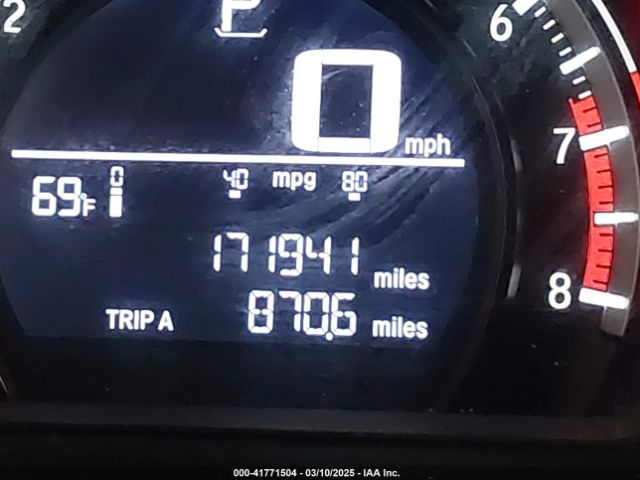 2 P 6
0 mph
7
69°F 0 40 mpg 80
171941 miles
8
TRIP A 870.6 miles
000-41771504 - 03/10/2025 - IAA Inc.